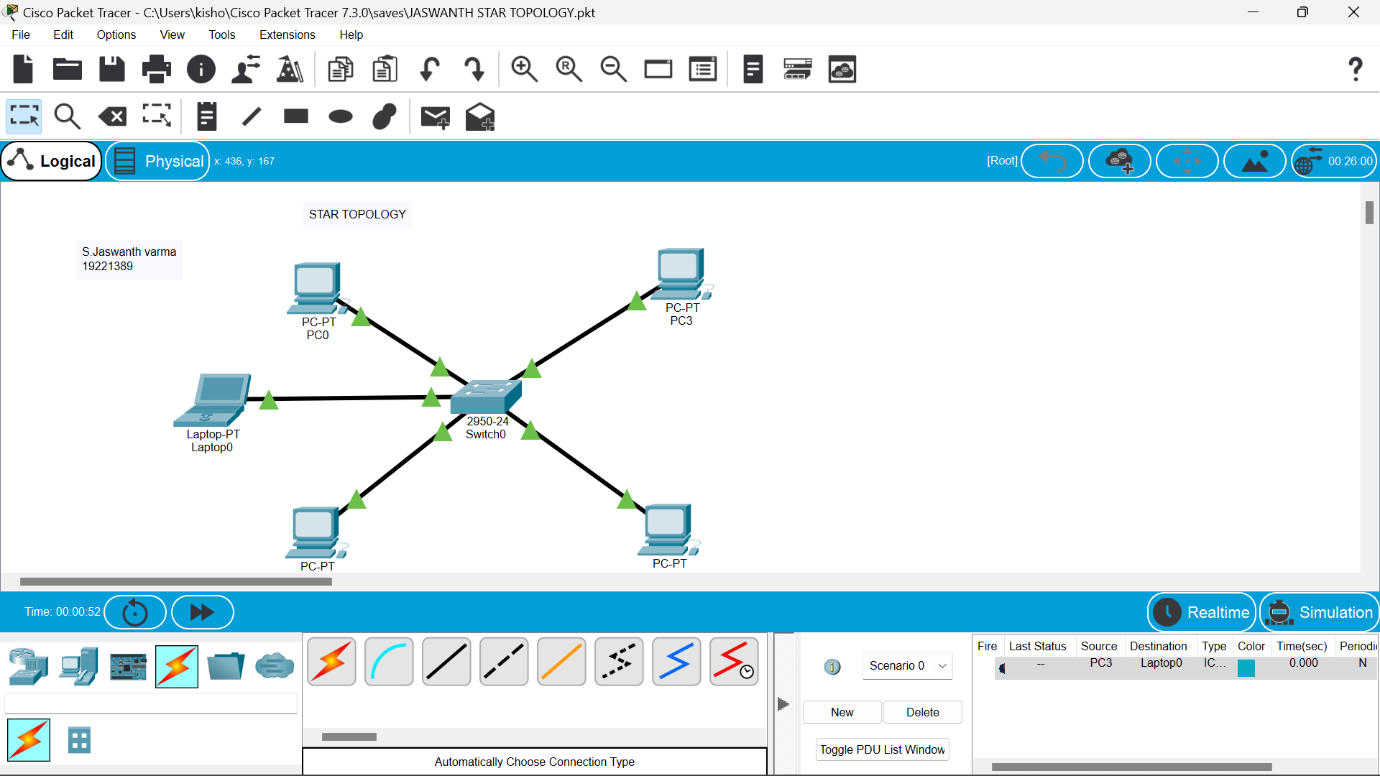 Cisco Packet Tracer - C:\Users\kisho\Cisco Packet Tracer 7.3.0\saves\JASWANTH STAR TOPOLOGY.pkt
File Edit Options View Tools Extensions Help
Logical Physical x: 436, y: 167 [Root] 00:26:00
STAR TOPOLOGY
S.Jaswanth varma
19221389
PC-PT
PC0
PC-PT
PC3
Laptop-PT
Laptop0
2950-24
Switch0
PC-PT
PC-PT
Time: 00:00:52 Realtime Simulation
Fire Last Status Source Destination Type Color Time(sec) Periodi
-- PC3 Laptop0 IC... 0.000 N
Scenario 0
New Delete
Toggle PDU List Window
Automatically Choose Connection Type